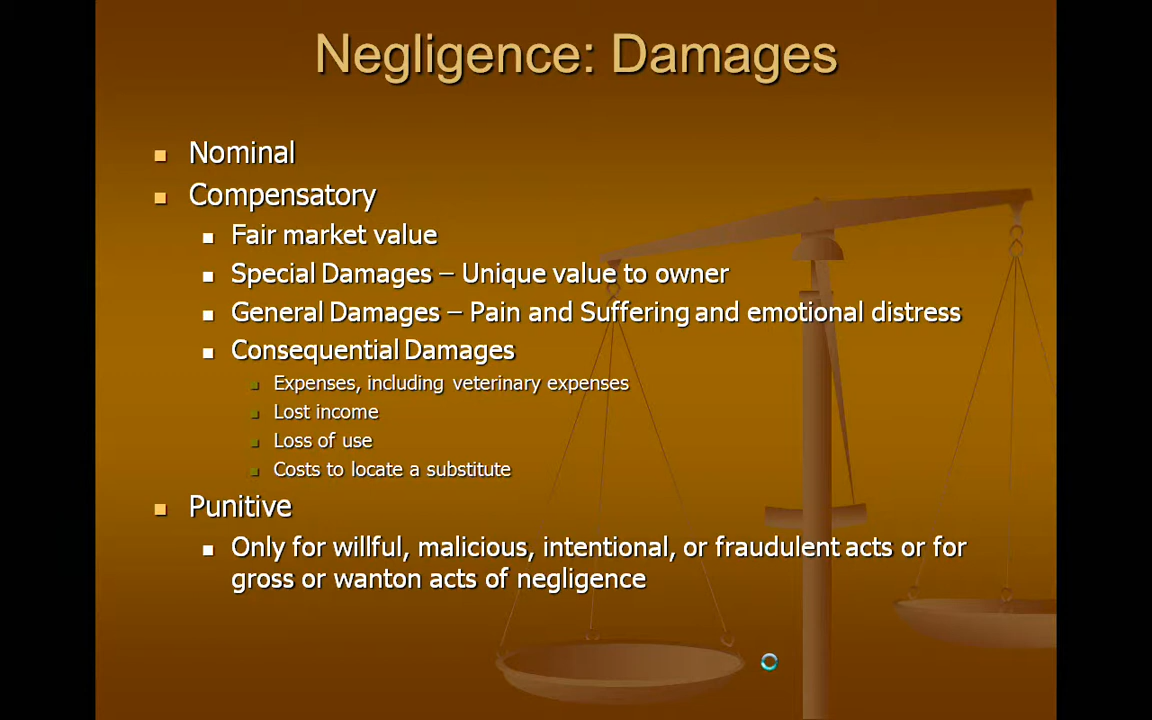 Negligence: Damages
Nominal
Compensatory
Fair market value
Special Damages – Unique value to owner
General Damages – Pain and Suffering and emotional distress
Consequential Damages
Expenses, including veterinary expenses
Lost income
Loss of use
Costs to locate a substitute
Punitive
Only for willful, malicious, intentional, or fraudulent acts or for
gross or wanton acts of negligence